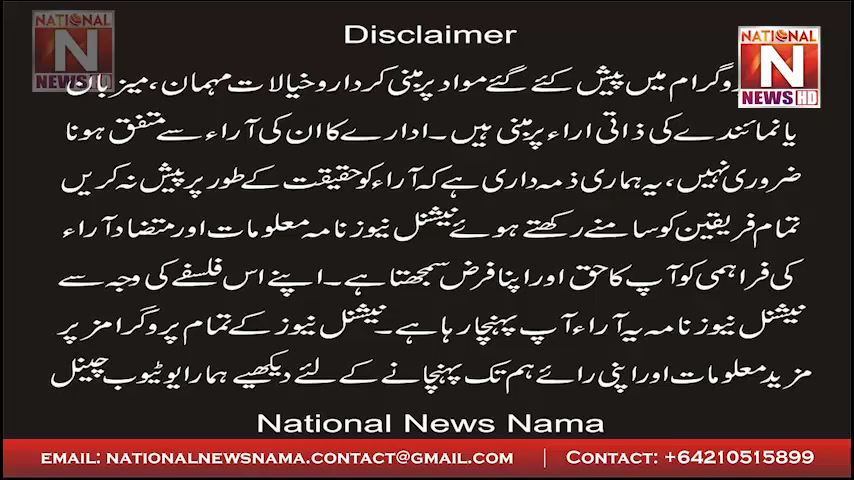 NATIONAL
N
NEWS HD
Disclaimer
NATIONAL
N
NEWS HD
روگرام میں پیش کئے گئے مواد پر مبنی کردار و خیالات مہمان، میزبان
یا نمائندے کی ذاتی اراء پر مبنی ہیں۔ ادارے کا ان کی آراء سے متفق ہونا
ضروری نہیں، یہ ہماری ذمہ داری ہے کہ آراء کو حقیقت کے طور پر پیش نہ کریں
تمام فریقین کو سامنے رکھتے ہوئے نیشنل نیوز نامہ معلومات اور متضاد آراء
کی فراہمی کو آپ کا حق اور اپنا فرض سمجھتا ہے۔ اپنے اس فلسفے کی وجہ سے
نیشنل نیوز نامہ یہ آراء آپ پہنچا رہا ہے۔ نیشنل نیوز کے تمام پروگرامز پر
مزید معلومات اور اپنی رائے ہم تک پہنچانے کے لئے دیکھیے ہمارا یوٹیوب چینل
National News Nama
EMAIL: NATIONALNEWSNAMA.CONTACT@GMAIL.COM | CONTACT: +64210515899